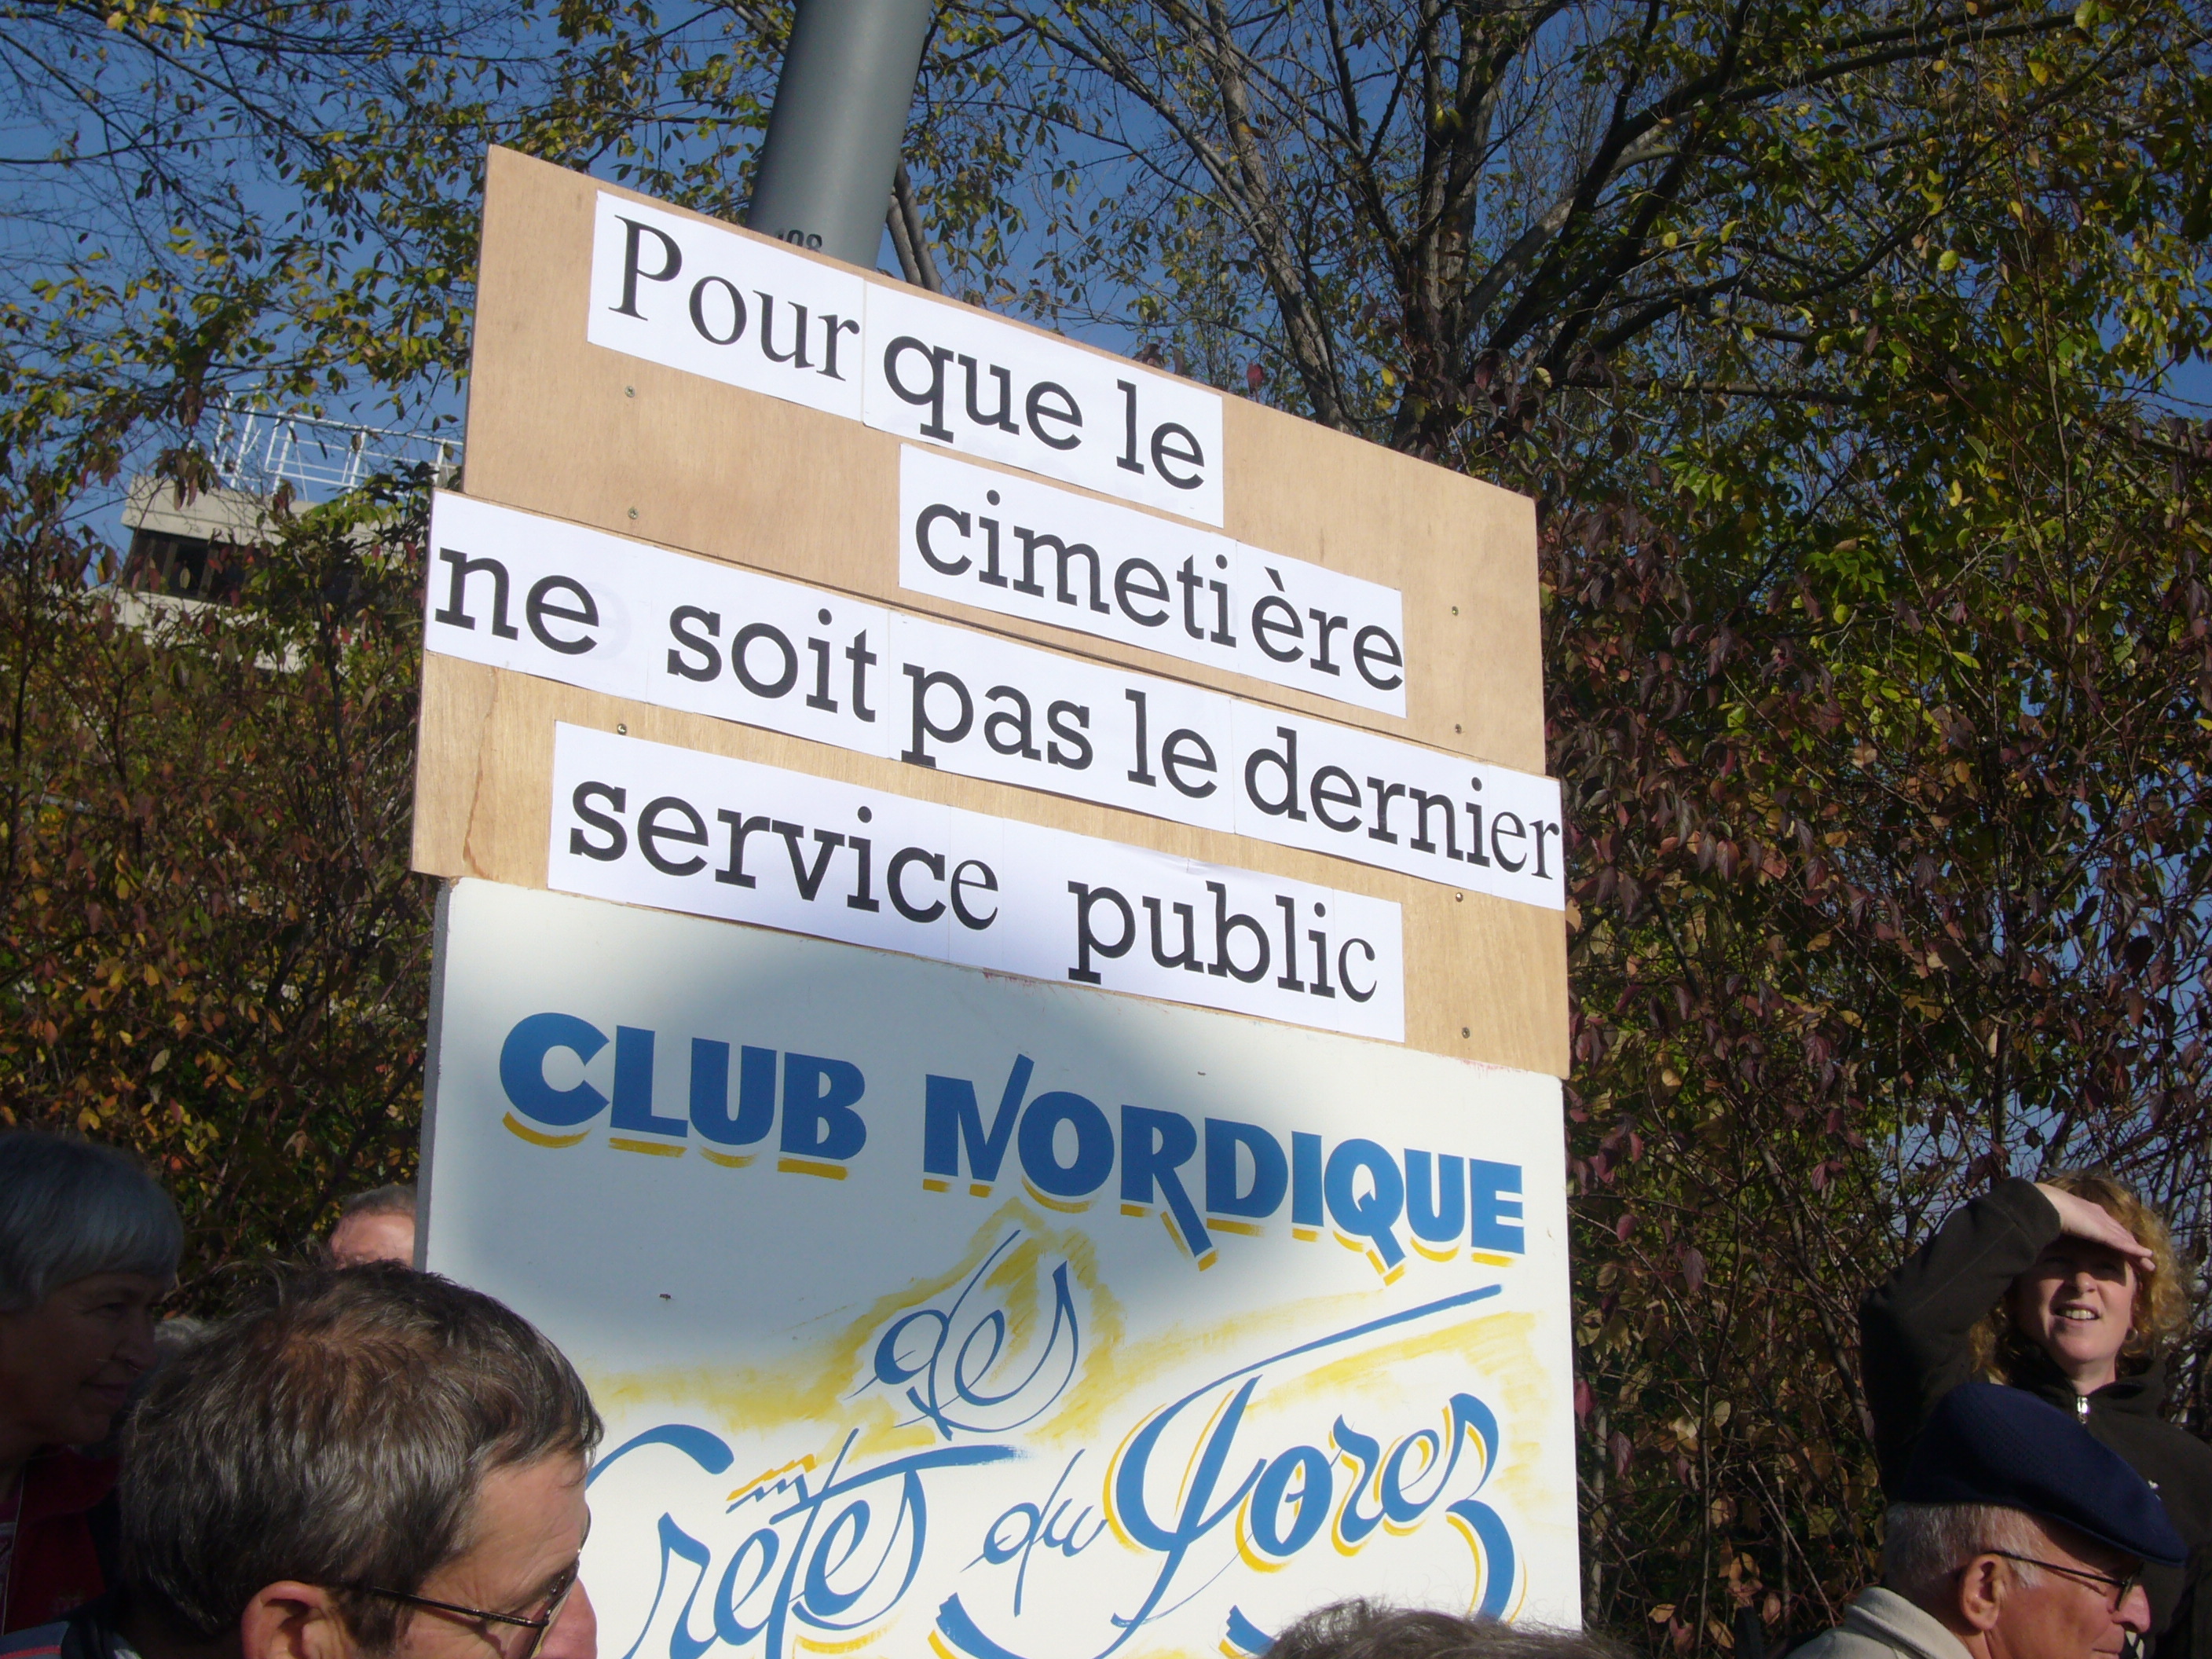 Pour que le
cimetière
ne soit pas le dernier
service public
CLUB NORDIQUE
des
Crêtes du Forez